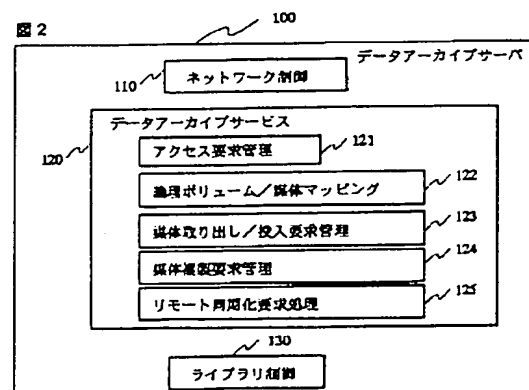 図2
100
データアーカイブサーバ
110
ネットワーク制御
120
データアーカイブサービス
アクセス要求管理
121
論理ボリューム/媒体マッピング
122
媒体取り出し/投入要求管理
123
媒体複製要求管理
124
リモート同期化要求処理
125
130
ライブラリ制御